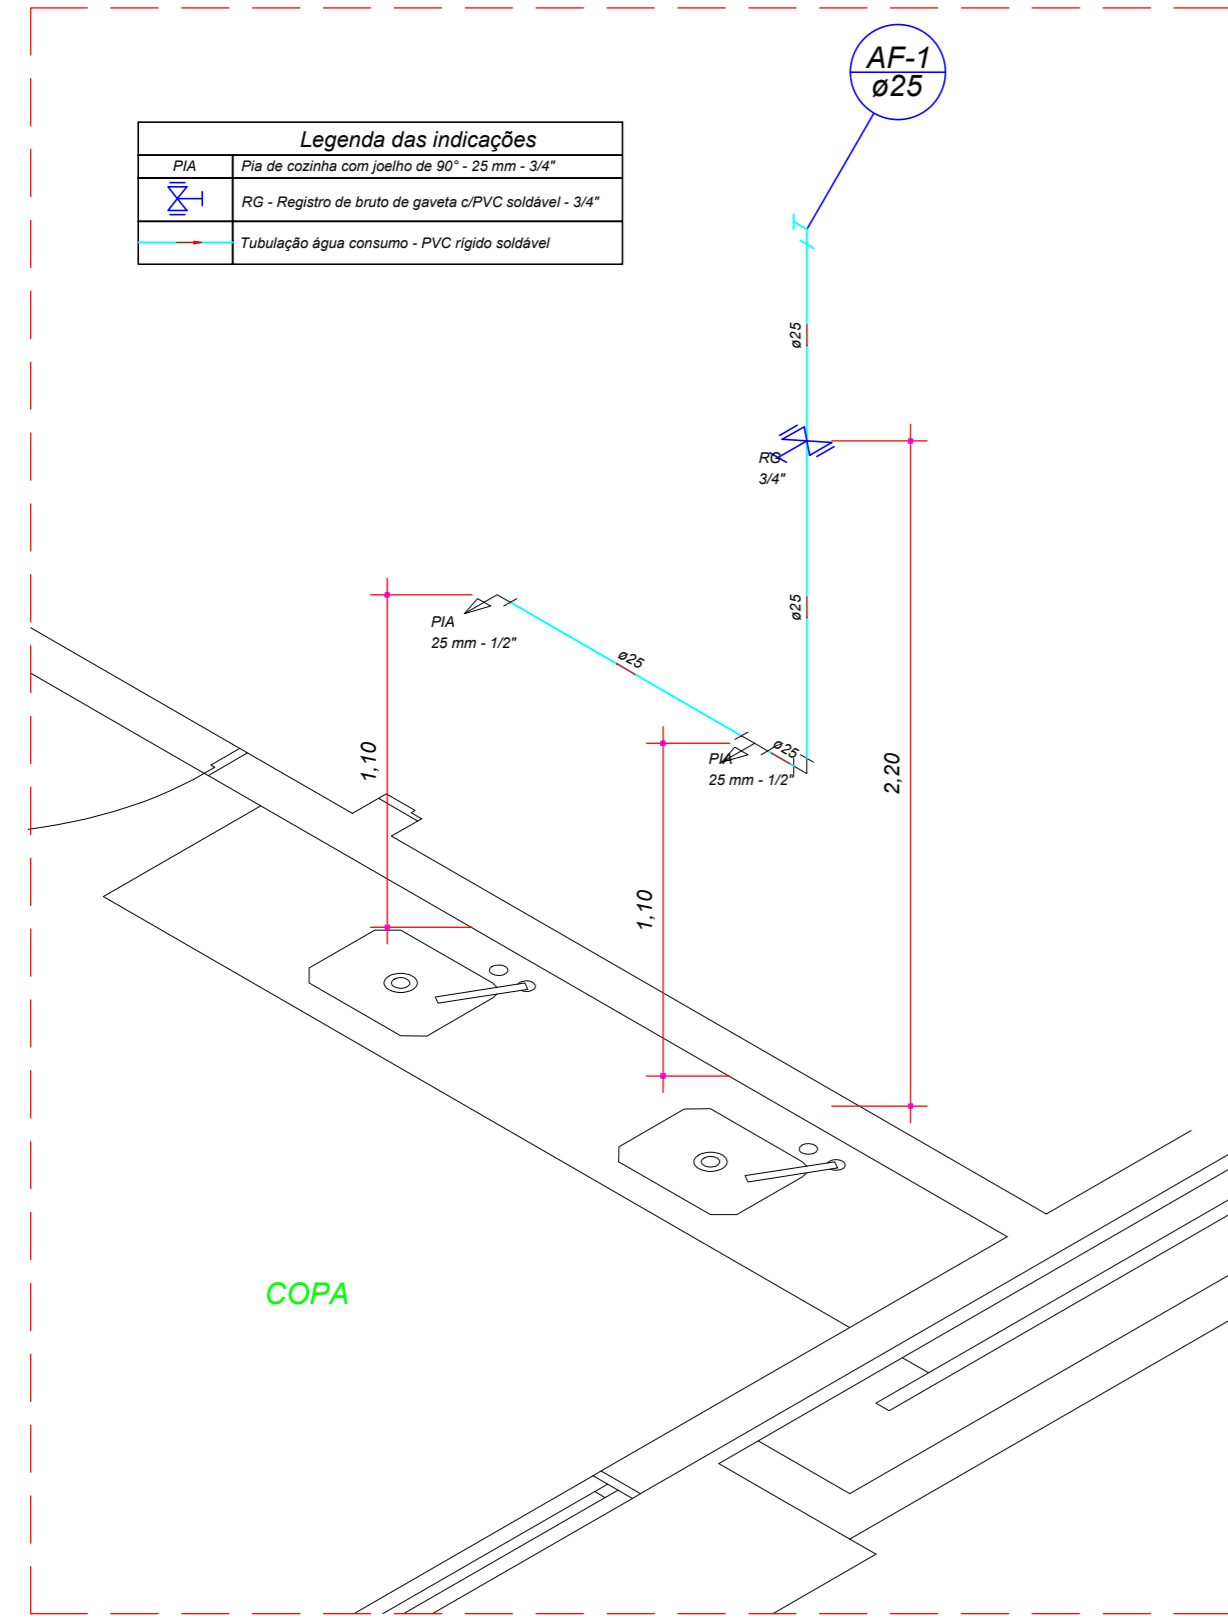 AF-1
ø25
Legenda das indicações
PIA Pia de cozinha com joelho de 90° - 25 mm - 3/4"
RG - Registro de bruto de gaveta c/PVC soldável - 3/4"
Tubulação água consumo - PVC rígido soldável
ø25
RG
3/4"
ø25
PIA
25 mm - 1/2"
ø25
ø25
PIA
25 mm - 1/2"
1,10
2,20
1,10
COPA